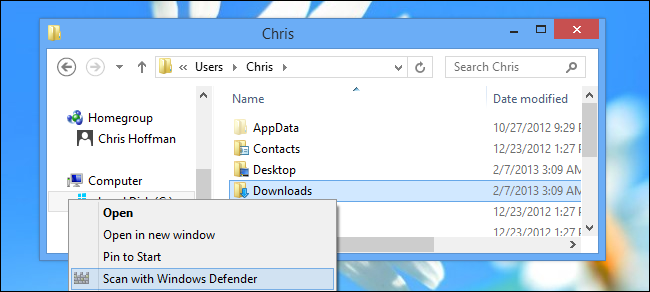 Chris
Users
Chris
Search Chris
Name
Date modified
Homegroup
Chris Hoffman
Computer
AppData
10/27/2012 9:29
Contacts
12/23/2012 1:27
Desktop
2/7/2013 3:09 AM
Downloads
2/7/2013 3:09 AM
12/23/2012 1:27
12/23/2012 1:27
Open
Open in new window
Pin to Start
Scan with Windows Defender